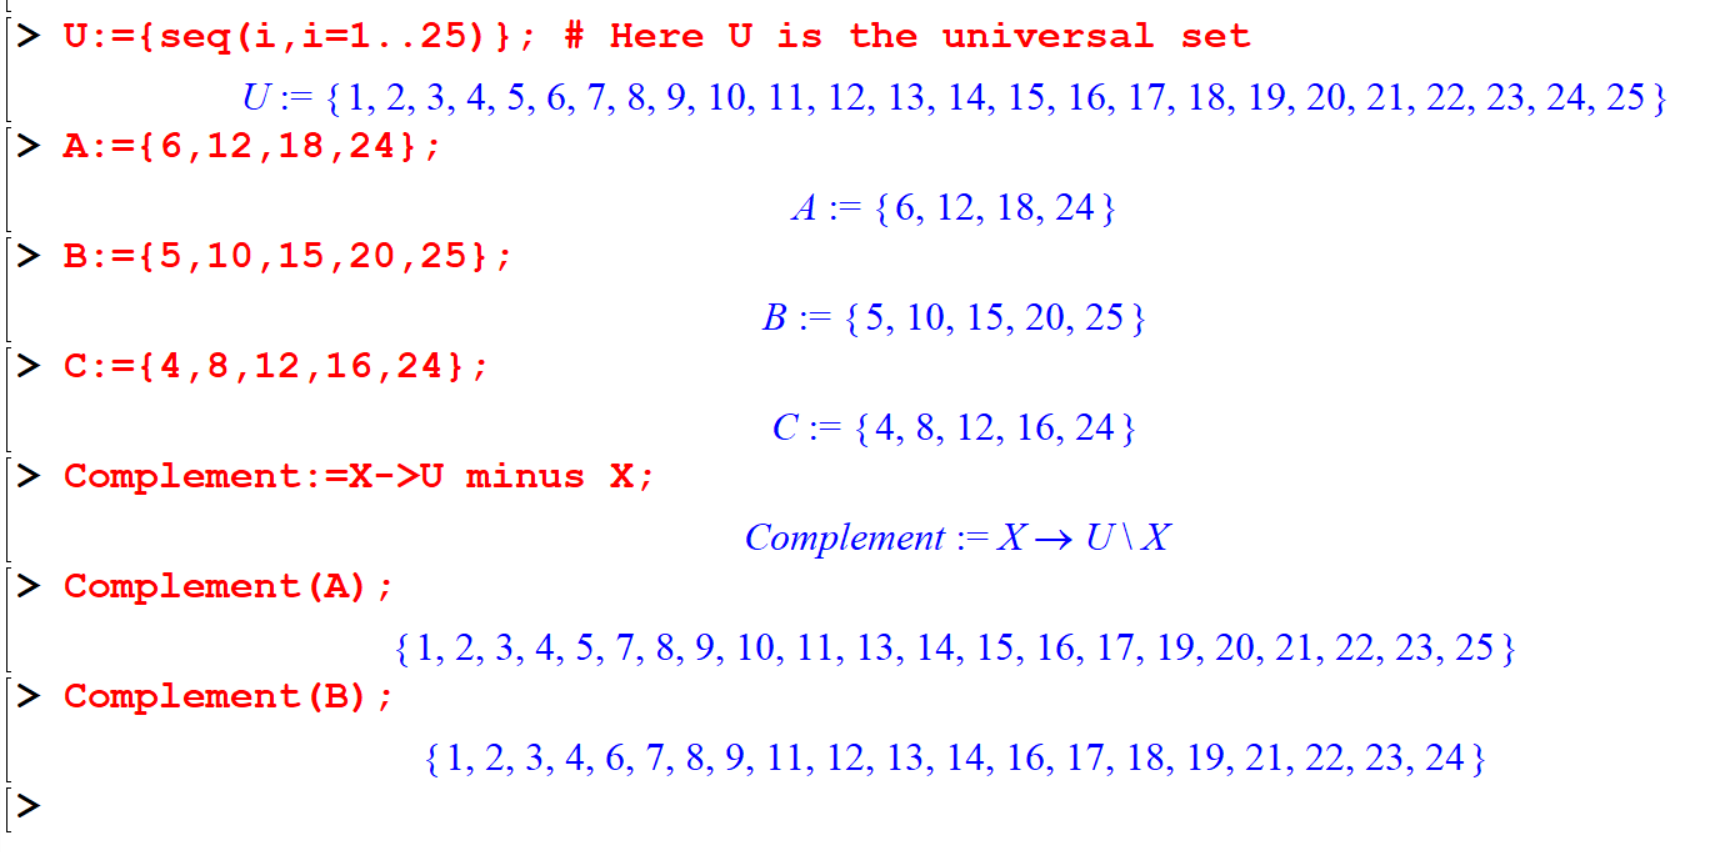 > U:={seq(i,i=1..25)}; # Here U is the universal set
U := {1, 2, 3, 4, 5, 6, 7, 8, 9, 10, 11, 12, 13, 14, 15, 16, 17, 18, 19, 20, 21, 22, 23, 24, 25}
> A:={6,12,18,24};
A := {6, 12, 18, 24}
> B:={5,10,15,20,25};
B := {5, 10, 15, 20, 25}
> C:={4,8,12,16,24};
C := {4, 8, 12, 16, 24}
> Complement:=X->U minus X;
Complement := X → U \ X
> Complement(A);
{1, 2, 3, 4, 5, 7, 8, 9, 10, 11, 13, 14, 15, 16, 17, 19, 20, 21, 22, 23, 25}
> Complement(B);
{1, 2, 3, 4, 6, 7, 8, 9, 11, 12, 13, 14, 16, 17, 18, 19, 21, 22, 23, 24}
>